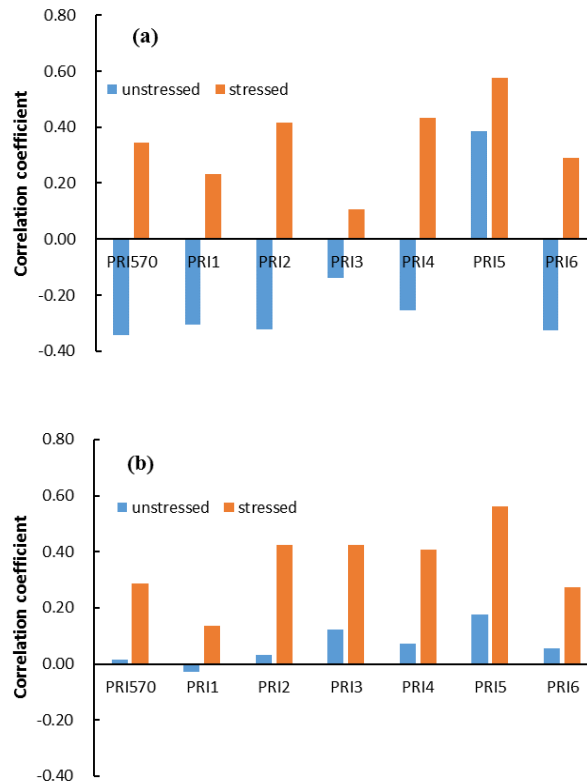 (a)
0.80
0.60
0.40
0.20
0.00
-0.20
-0.40
Correlation coefficient
unstressed stressed
PRI570 PRI1 PRI2 PRI3 PRI4 PRI5 PRI6
(b)
0.80
0.60
0.40
0.20
0.00
-0.20
-0.40
Correlation coefficient
unstressed stressed
PRI570 PRI1 PRI2 PRI3 PRI4 PRI5 PRI6